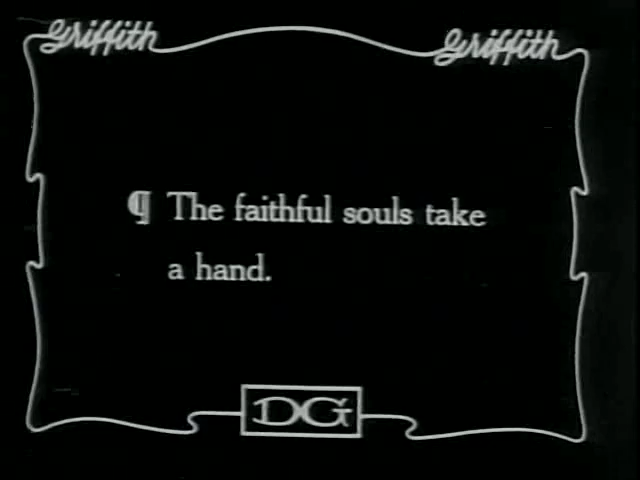 Griffith Griffith
¶ The faithful souls take
a hand.
DG